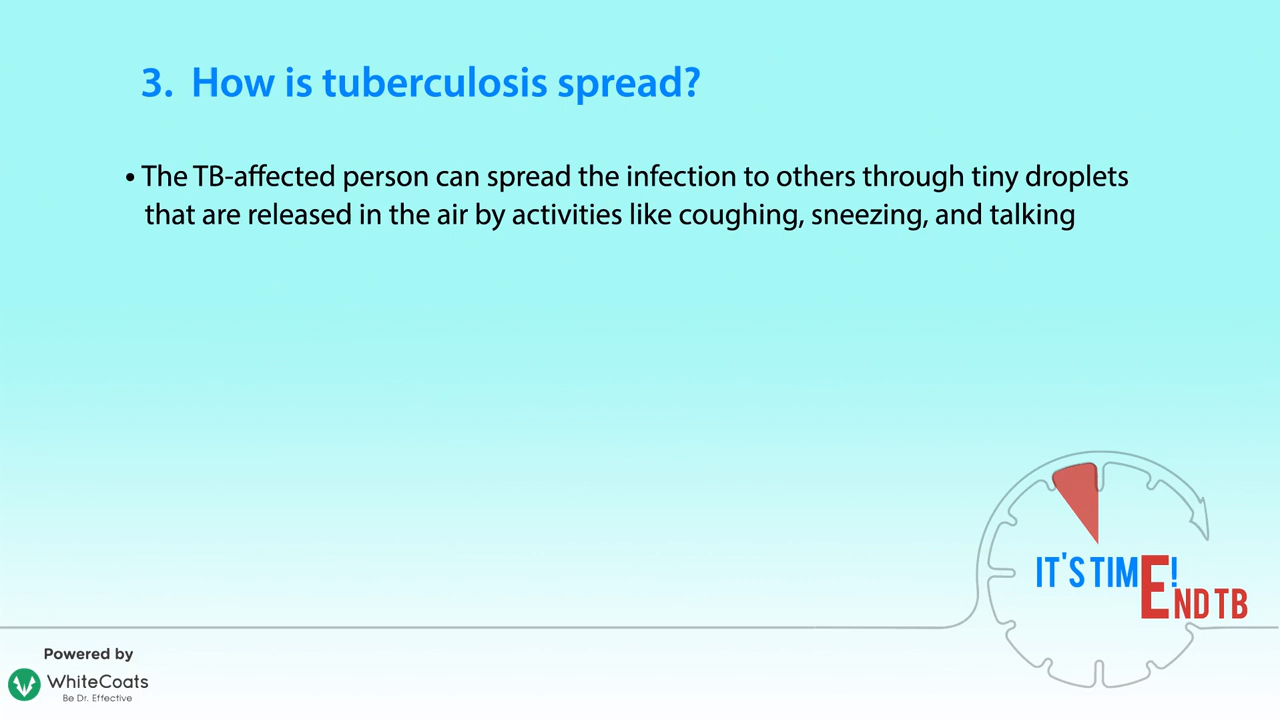 3. How is tuberculosis spread?
• The TB-affected person can spread the infection to others through tiny droplets
that are released in the air by activities like coughing, sneezing, and talking
IT'S TIME!
END TB
Powered by
WhiteCoats
Be Dr. Effective